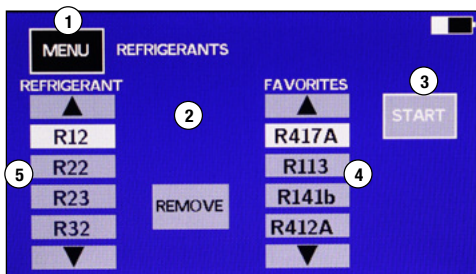 1
MENU REFRIGERANTS
REFRIGERANT FAVORITES 3
2 START
R12 R417A
5 R22 R113 4
R23 REMOVE R141b
R32 R412A